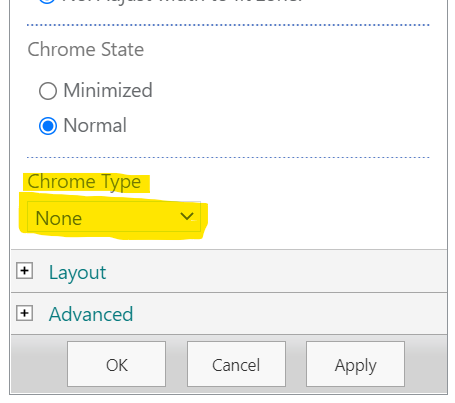 Chrome State
Minimized
Normal
Chrome Type
None
Layout
Advanced
OK Cancel Apply